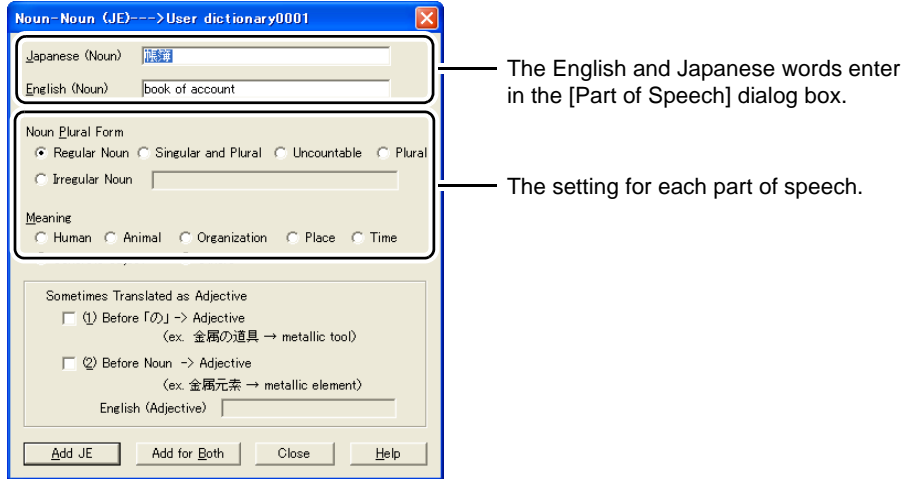 Noun-Noun (JE)--->User dictionary0001
Japanese (Noun) 帳簿
English (Noun) book of account
The English and Japanese words enter
in the [Part of Speech] dialog box.
Noun Plural Form
Regular Noun Singular and Plural Uncountable Plural
Irregular Noun
The setting for each part of speech.
Meaning
Human Animal Organization Place Time
Sometimes Translated as Adjective
(1) Before「の」-> Adjective
(ex. 金属の道具 → metallic tool)
(2) Before Noun -> Adjective
(ex. 金属元素 → metallic element)
English (Adjective)
Add JE Add for Both Close Help